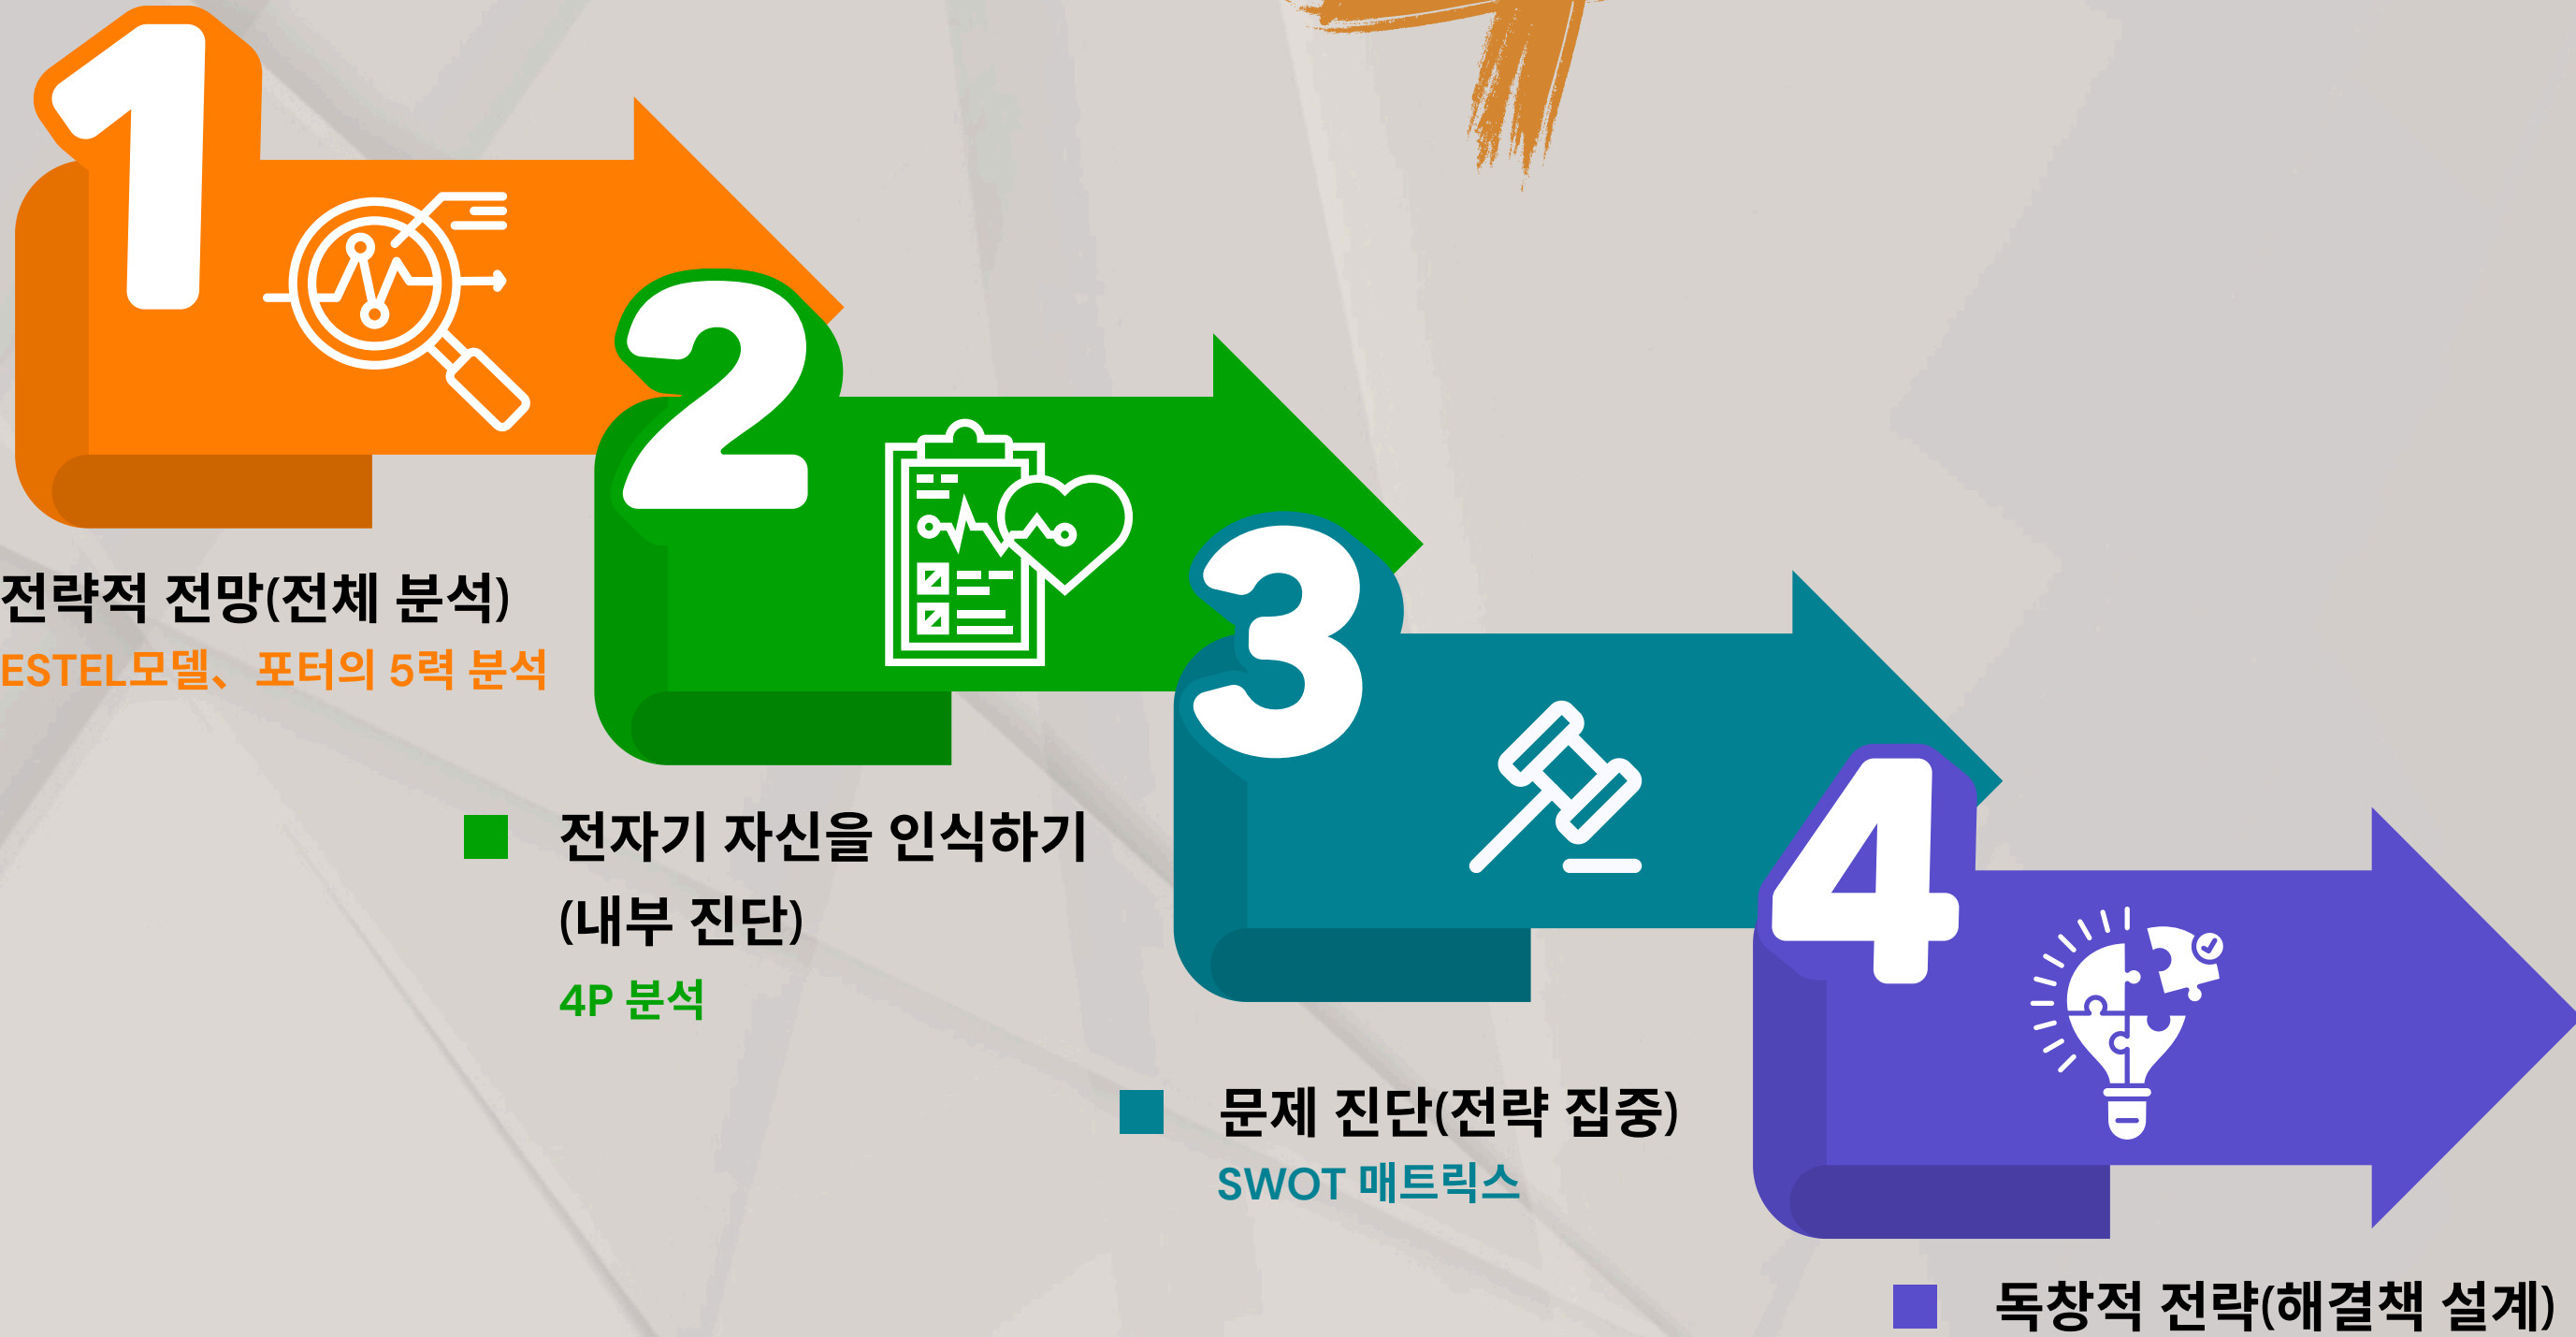 1
전략적 전망(전체 분석)
ESTEL모델、포터의 5력 분석
2
전자기 자신을 인식하기
(내부 진단)
4P 분석
3
문제 진단(전략 집중)
SWOT 매트릭스
4
독창적 전략(해결책 설계)